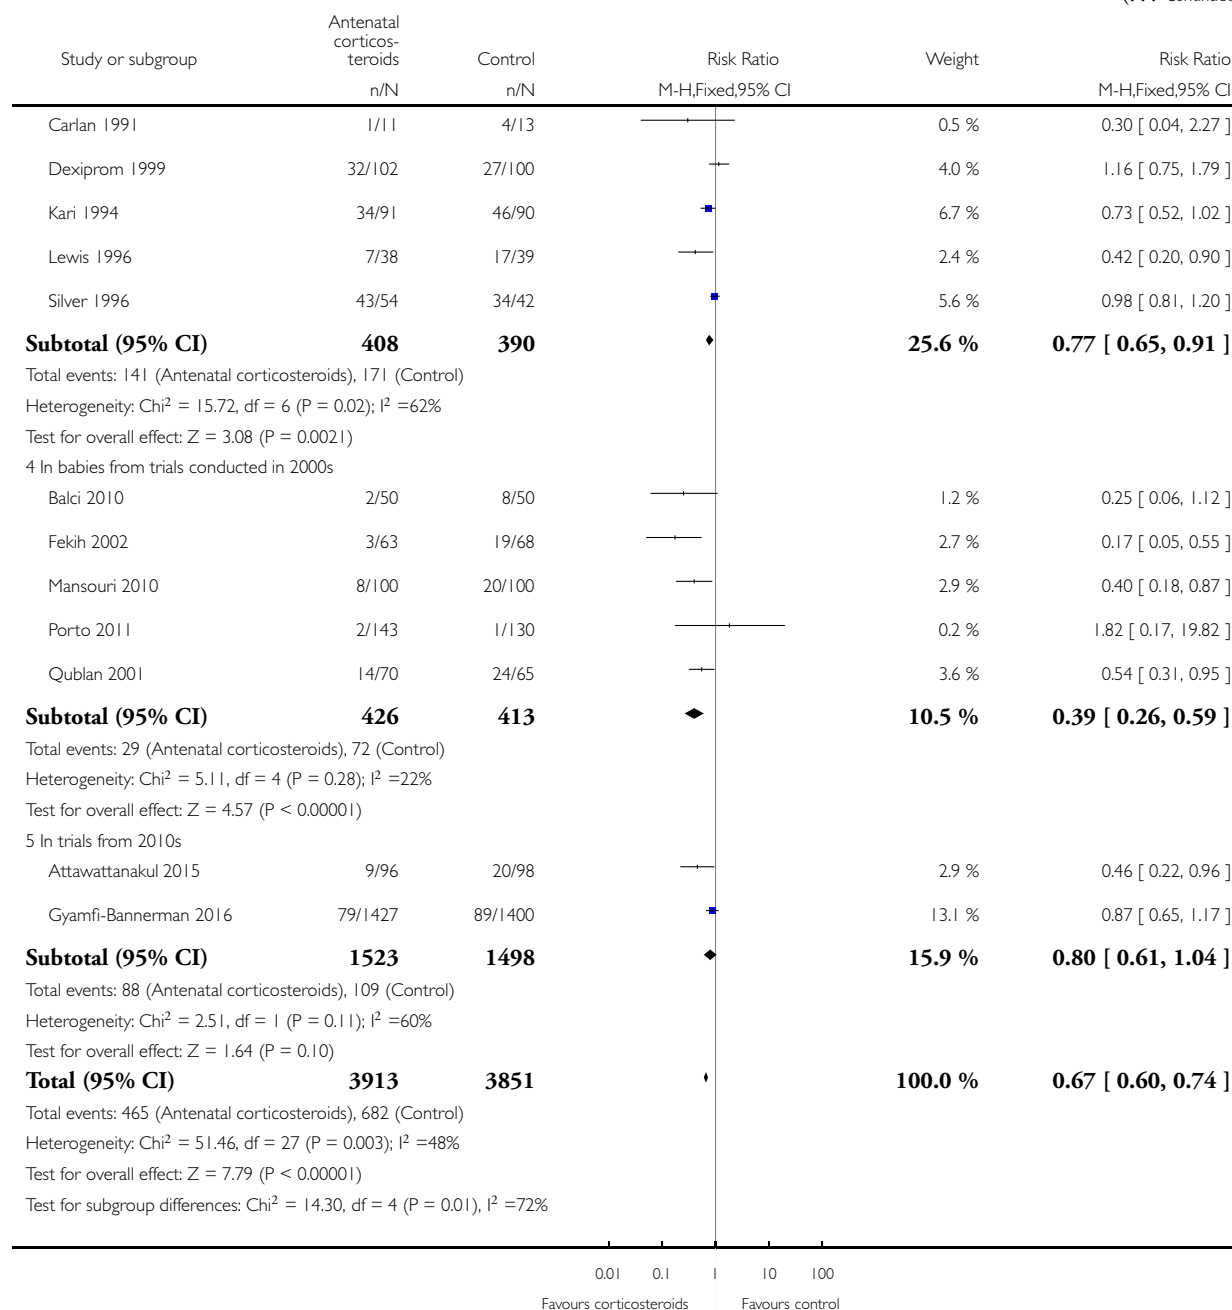 Antenatal
corticos-
Study or subgroup teroids Control Risk Ratio Weight Risk Ratio
n/N n/N M-H,Fixed,95% CI M-H,Fixed,95% CI
Carlan 1991 1/11 4/13 0.5 % 0.30 [ 0.04, 2.27 ]
Dexiprom 1999 32/102 27/100 4.0 % 1.16 [ 0.75, 1.79 ]
Kari 1994 34/91 46/90 6.7 % 0.73 [ 0.52, 1.02 ]
Lewis 1996 7/38 17/39 2.4 % 0.42 [ 0.20, 0.90 ]
Silver 1996 43/54 34/42 5.6 % 0.98 [ 0.81, 1.20 ]
Subtotal (95% CI) 408 390 25.6 % 0.77 [ 0.65, 0.91 ]
Total events: 141 (Antenatal corticosteroids), 171 (Control)
Heterogeneity: Chi² = 15.72, df = 6 (P = 0.02); I² =62%
Test for overall effect: Z = 3.08 (P = 0.0021)
4 In babies from trials conducted in 2000s
Balci 2010 2/50 8/50 1.2 % 0.25 [ 0.06, 1.12 ]
Fekih 2002 3/63 19/68 2.7 % 0.17 [ 0.05, 0.55 ]
Mansouri 2010 8/100 20/100 2.9 % 0.40 [ 0.18, 0.87 ]
Porto 2011 2/143 1/130 0.2 % 1.82 [ 0.17, 19.82 ]
Qublan 2001 14/70 24/65 3.6 % 0.54 [ 0.31, 0.95 ]
Subtotal (95% CI) 426 413 10.5 % 0.39 [ 0.26, 0.59 ]
Total events: 29 (Antenatal corticosteroids), 72 (Control)
Heterogeneity: Chi² = 5.11, df = 4 (P = 0.28); I² =22%
Test for overall effect: Z = 4.57 (P < 0.00001)
5 In trials from 2010s
Attawattanakul 2015 9/96 20/98 2.9 % 0.46 [ 0.22, 0.96 ]
Gyamfi-Bannerman 2016 79/1427 89/1400 13.1 % 0.87 [ 0.65, 1.17 ]
Subtotal (95% CI) 1523 1498 15.9 % 0.80 [ 0.61, 1.04 ]
Total events: 88 (Antenatal corticosteroids), 109 (Control)
Heterogeneity: Chi² = 2.51, df = 1 (P = 0.11); I² =60%
Test for overall effect: Z = 1.64 (P = 0.10)
Total (95% CI) 3913 3851 100.0 % 0.67 [ 0.60, 0.74 ]
Total events: 465 (Antenatal corticosteroids), 682 (Control)
Heterogeneity: Chi² = 51.46, df = 27 (P = 0.003); I² =48%
Test for overall effect: Z = 7.79 (P < 0.00001)
Test for subgroup differences: Chi² = 14.30, df = 4 (P = 0.01), I² =72%
0.01 0.1 1 10 100
Favours corticosteroids Favours control